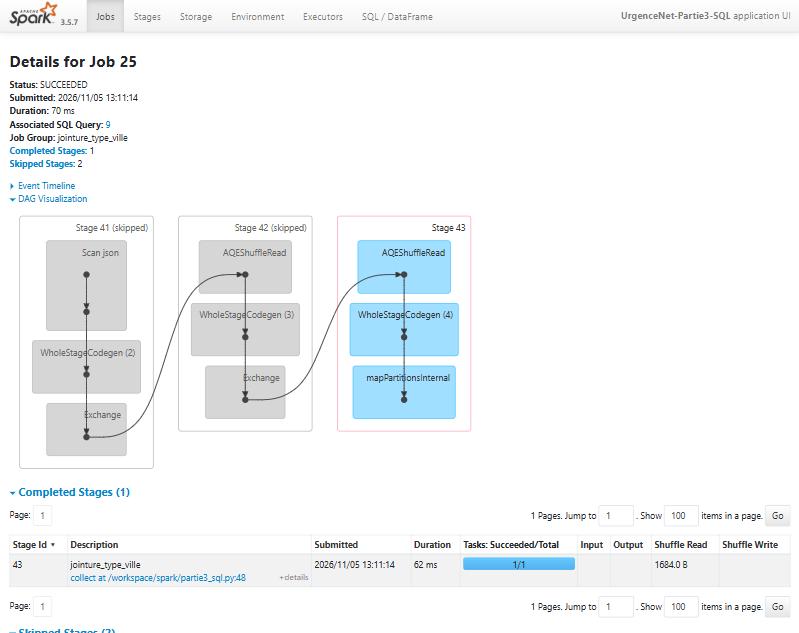 APACHE
Spark 3.5.7 Jobs Stages Storage Environment Executors SQL / DataFrame UrgenceNet-Partie3-SQL application UI
Details for Job 25
Status: SUCCEEDED
Submitted: 2026/11/05 13:11:14
Duration: 70 ms
Associated SQL Query: 9
Job Group: jointure_type_ville
Completed Stages: 1
Skipped Stages: 2
Event Timeline
DAG Visualization
Stage 41 (skipped)
Scan json
WholeStageCodegen (2)
Exchange
Stage 42 (skipped)
AQEShuffleRead
WholeStageCodegen (3)
Exchange
Stage 43
AQEShuffleRead
WholeStageCodegen (4)
mapPartitionsInternal
Completed Stages (1)
Page: 1 1 Pages. Jump to 1 . Show 100 items in a page. Go
Stage Id Description Submitted Duration Tasks: Succeeded/Total Input Output Shuffle Read Shuffle Write
43 jointure_type_ville 2026/11/05 13:11:14 62 ms 1/1 1684.0 B
collect at /workspace/spark/partie3_sql.py:48 +details
Page: 1 1 Pages. Jump to 1 . Show 100 items in a page. Go
Skipped Stages (2)